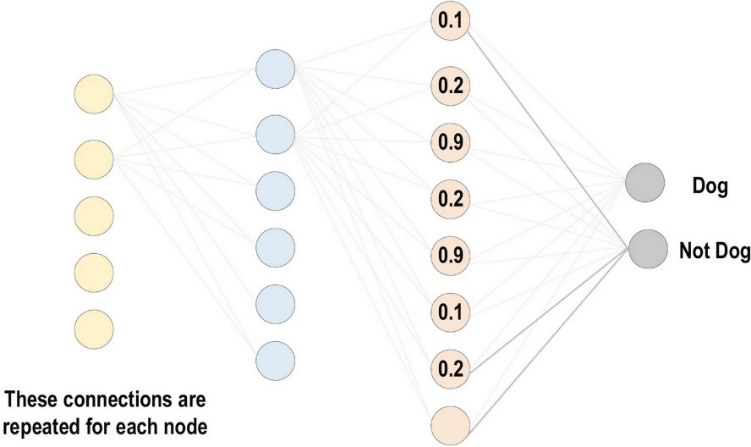 0.1
0.2
0.9
0.2
0.9
0.1
0.2
Dog
Not Dog
These connections are
repeated for each node